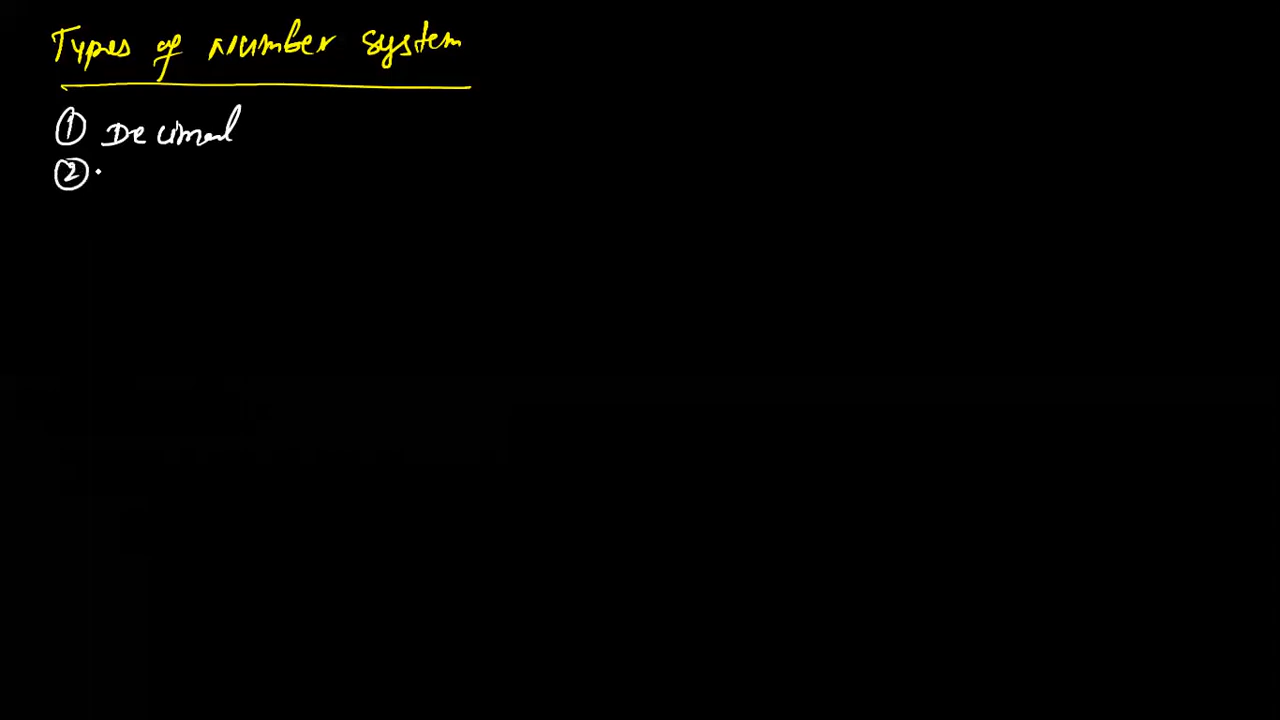 Types of Number System
① Decimal
②